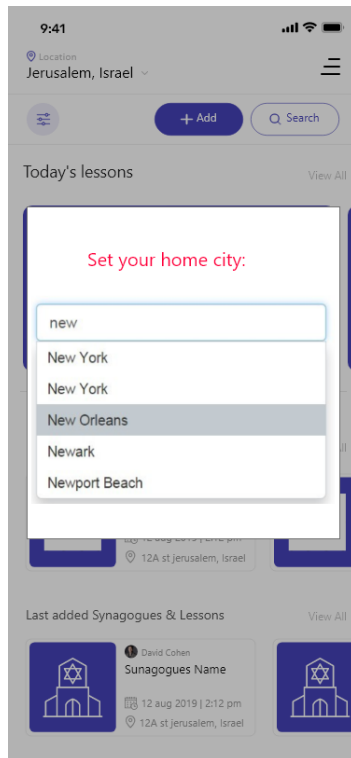 9:41
Location
Jerusalem, Israel
+ Add
Search
Today's lessons
View All
Set your home city:
new
New York
New York
New Orleans
Newark
Newport Beach
12 aug 2019 | 2:12 pm
12A st jerusalem, Israel
Last added Synagogues & Lessons
View All
David Cohen
Sunagogues Name
12 aug 2019 | 2:12 pm
12A st jerusalem, Israel